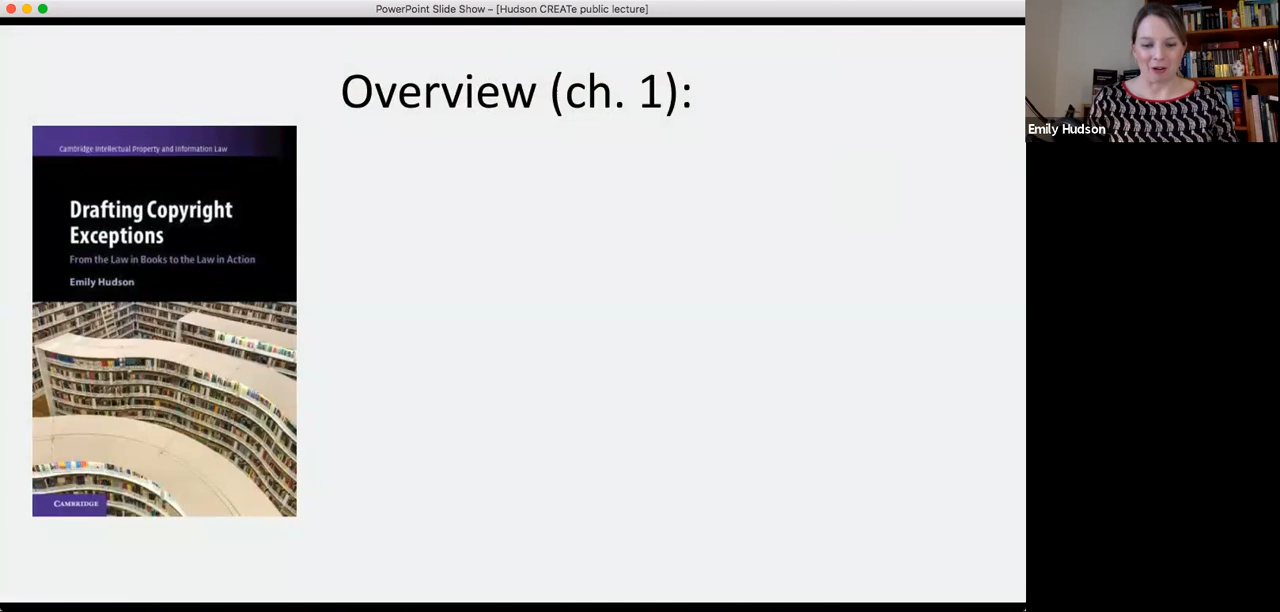 PowerPoint Slide Show – [Hudson CREATe public lecture]
Overview (ch. 1):
Cambridge Intellectual Property and Information Law
Drafting Copyright
Exceptions
From the Law in Books to the Law in Action
Emily Hudson
CAMBRIDGE
Emily Hudson